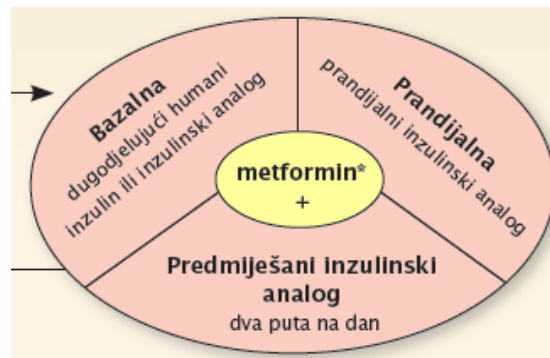 Bazalna
dugodjelujući humani
inzulin ili inzulinski analog
Prandijalna
prandijalni inzulinski analog
metformin*
+
Predmiješani inzulinski
analog
dva puta na dan